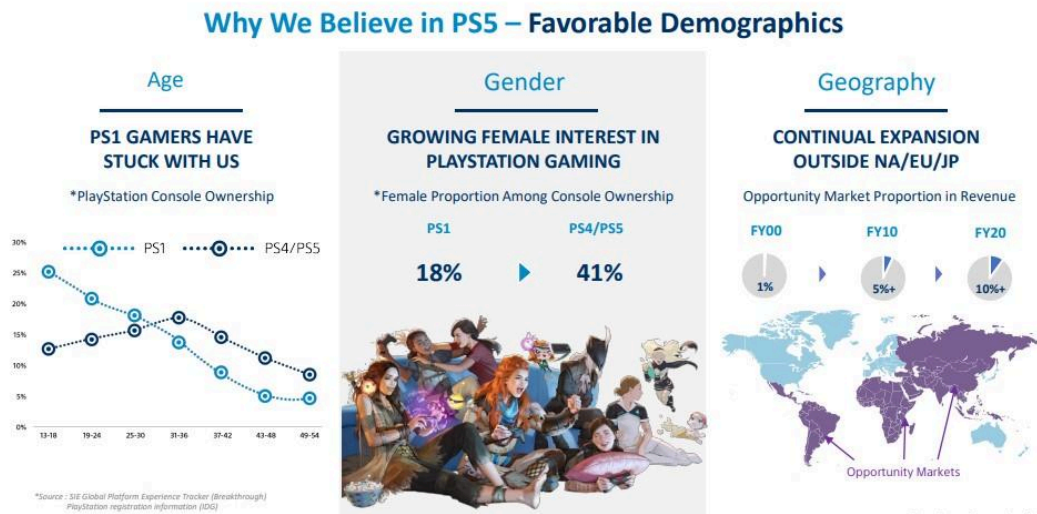 Why We Believe in PS5 – Favorable Demographics
Age
PS1 GAMERS HAVE
STUCK WITH US
*PlayStation Console Ownership
PS1
PS4/PS5
30%
25%
20%
15%
10%
5%
0%
13-18
19-24
25-30
31-36
37-42
43-48
49-54
*Source : SIE Global Platform Experience Tracker (Breakthrough)
PlayStation registration information (IDG)
Gender
GROWING FEMALE INTEREST IN
PLAYSTATION GAMING
*Female Proportion Among Console Ownership
PS1
PS4/PS5
18%
41%
Geography
CONTINUAL EXPANSION
OUTSIDE NA/EU/JP
Opportunity Market Proportion in Revenue
FY00
FY10
FY20
1%
5%+
10%+
Opportunity Markets